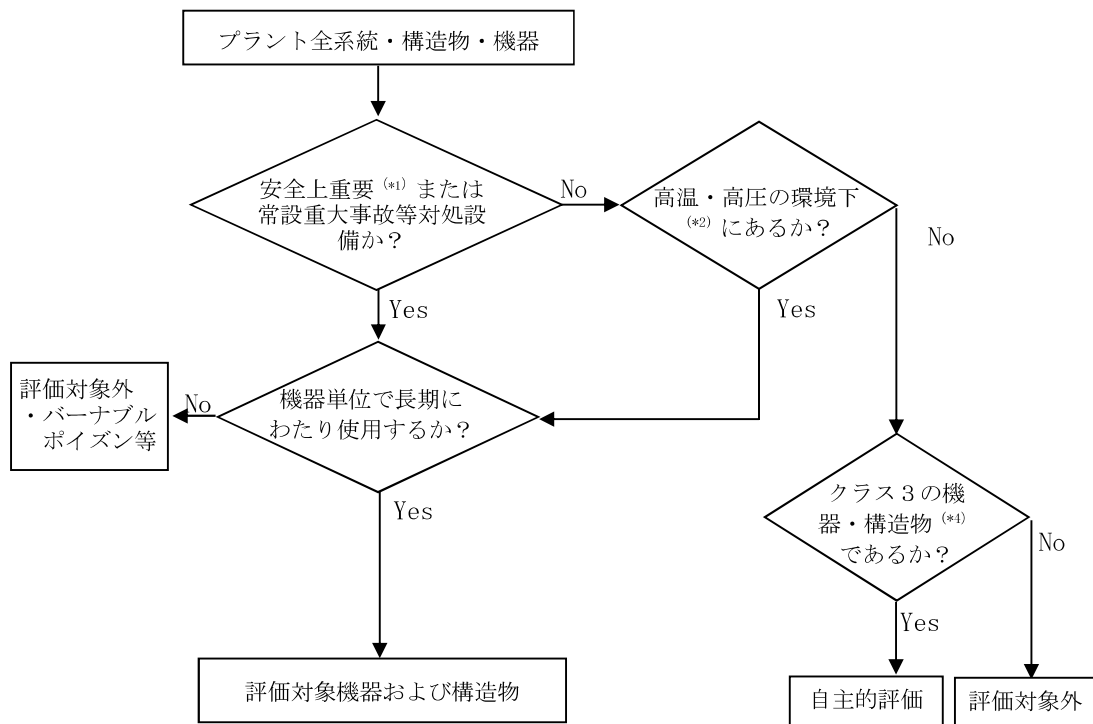 プラント全系統・構造物・機器
安全上重要(*1)または
常設重大事故等対処設
備か?
No
高温・高圧の環境下
(*2)にあるか?
No
Yes
Yes
評価対象外
・バーナブル
ポイズン等
No
機器単位で長期に
わたり使用するか?
Yes
クラス3の機
器・構造物(*4)
であるか?
No
Yes
評価対象機器および構造物
自主的評価
評価対象外